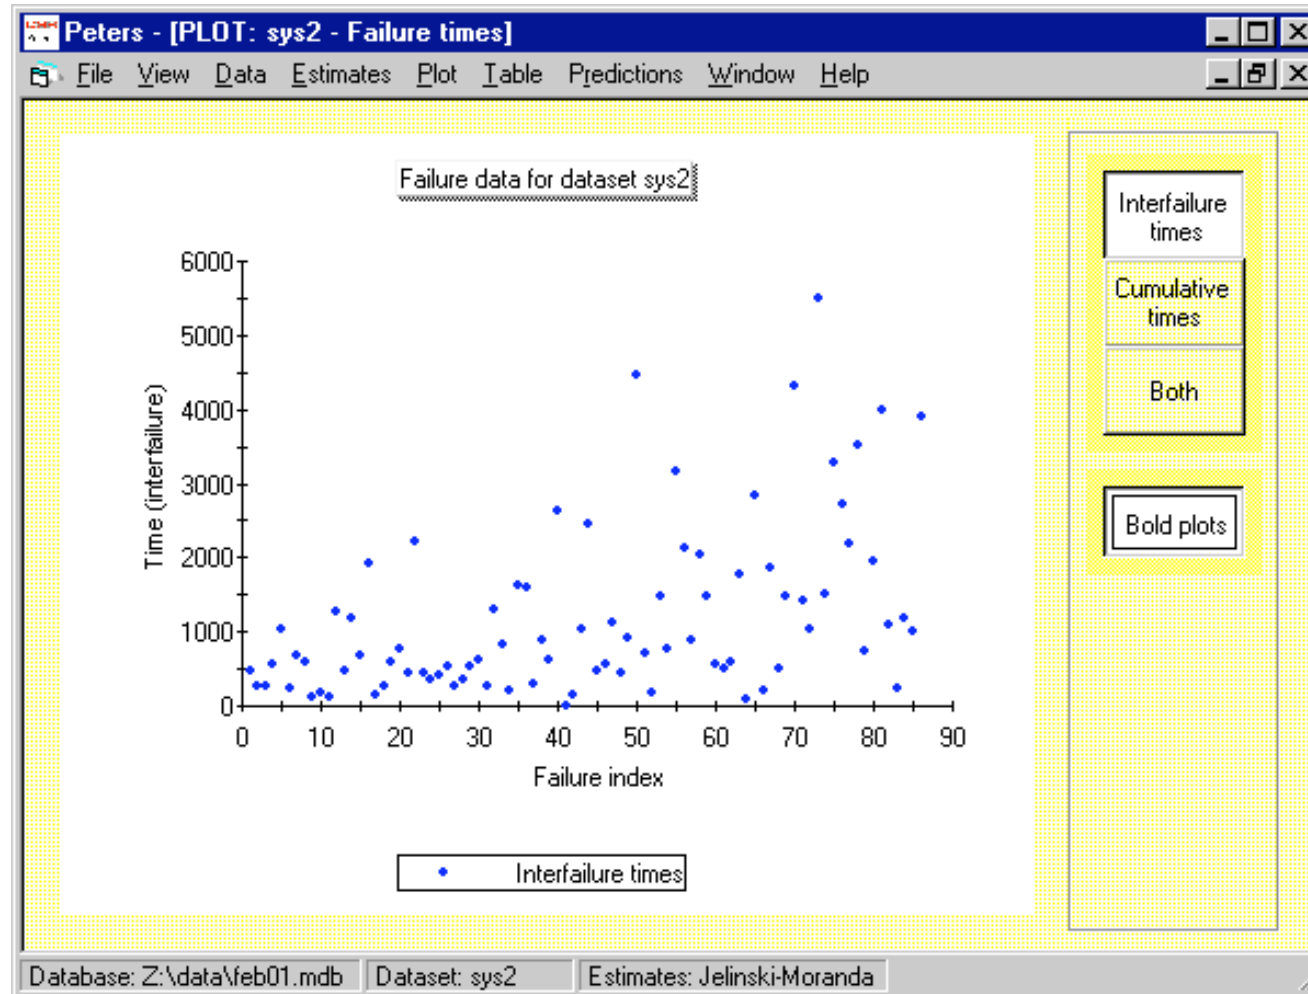 Peters - [PLOT: sys2 - Failure times]
File View Data Estimates Plot Table Predictions Window Help
Failure data for dataset sys2
6000
5000
4000
3000
2000
1000
0
Time (interfailure)
0 10 20 30 40 50 60 70 80 90
Failure index
Interfailure times
Interfailure
times
Cumulative
times
Both
Bold plots
Database: Z:\data\feb01.mdb Dataset: sys2 Estimates: Jelinski-Moranda